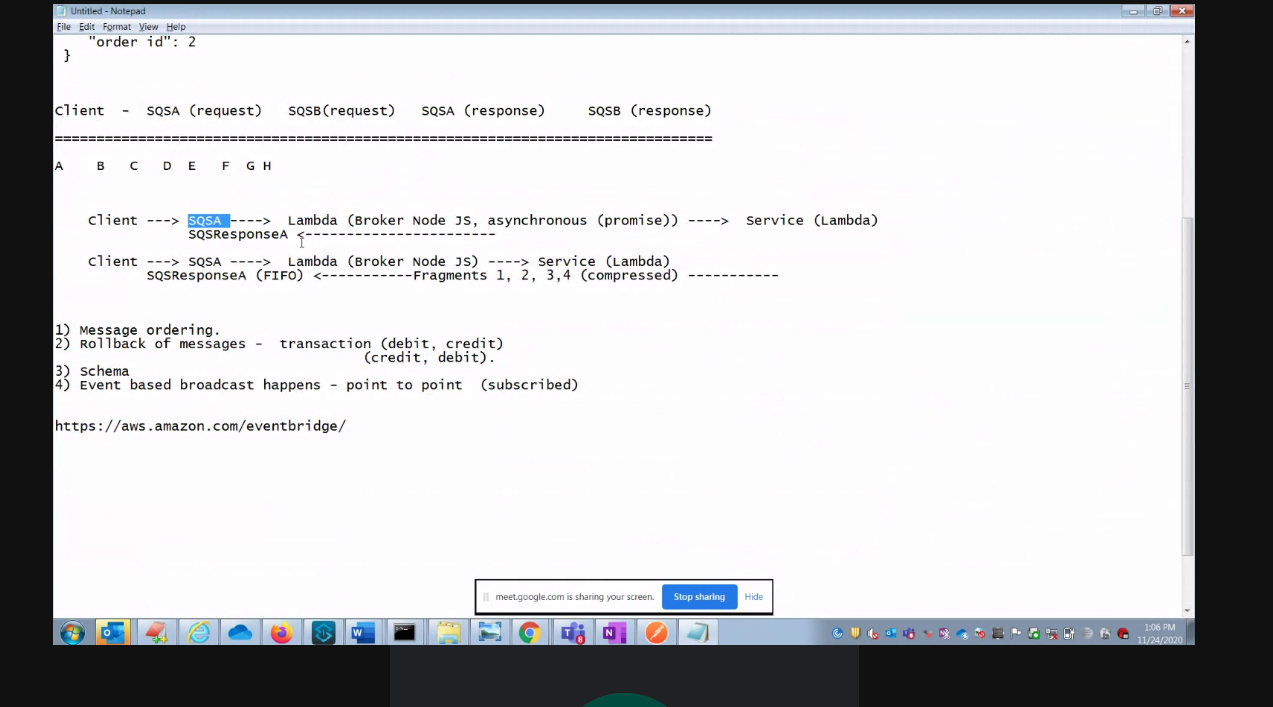 Untitled - Notepad
File Edit Format View Help
"order id": 2
}
Client - SQSA (request) SQSB(request) SQSA (response) SQSB (response)
================================================================================
A B C D E F G H
Client ---> SQSA ----> Lambda (Broker Node JS, asynchronous (promise)) ----> Service (Lambda)
SQSResponseA <-----------------------
Client ---> SQSA ----> Lambda (Broker Node JS) ----> Service (Lambda)
SQSResponseA (FIFO) <-----------Fragments 1, 2, 3,4 (compressed) -----------
1) Message ordering.
2) Rollback of messages - transaction (debit, credit)
(credit, debit).
3) Schema
4) Event based broadcast happens - point to point (subscribed)
https://aws.amazon.com/eventbridge/
meet.google.com is sharing your screen. Stop sharing Hide
1:06 PM
11/24/2020